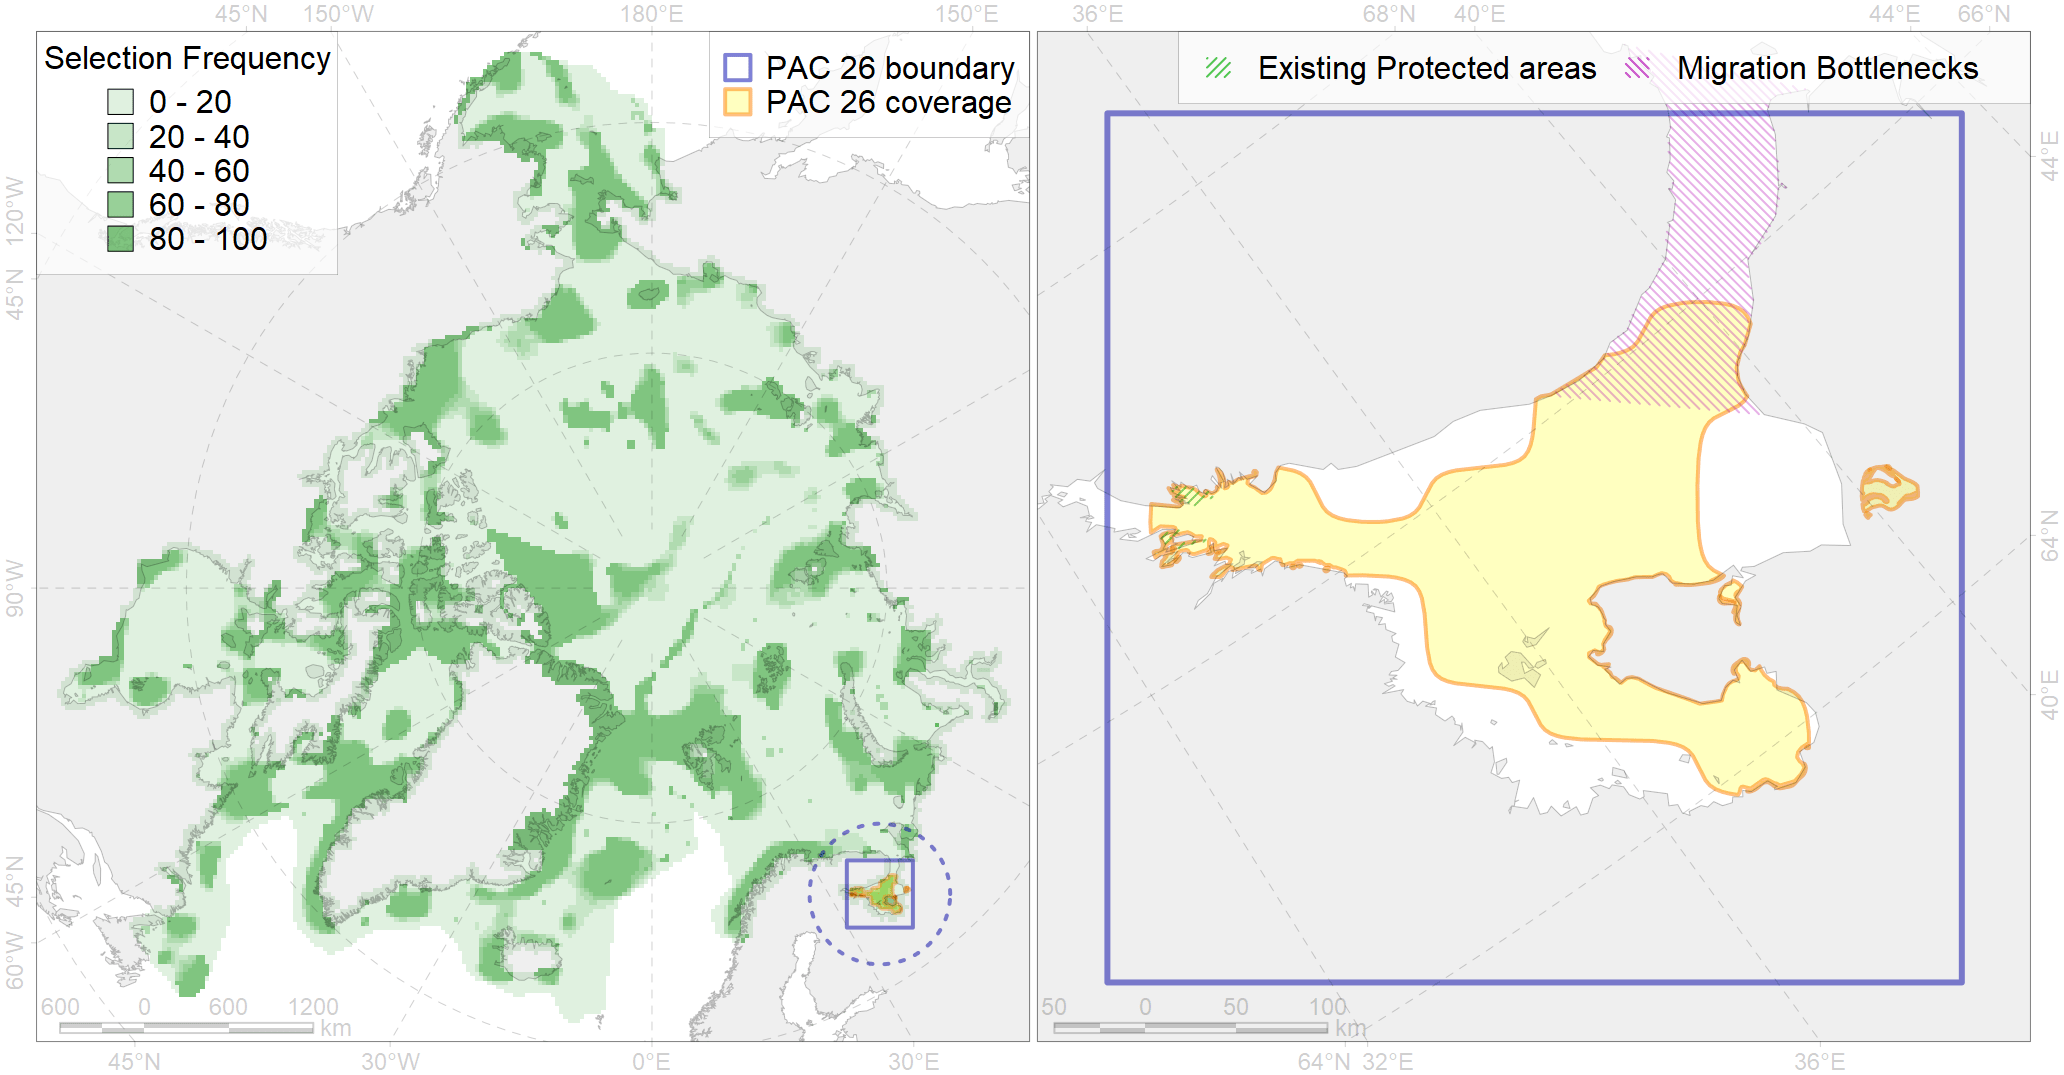 45°N 150°W 180°E 150°E 36°E 68°N 40°E 44°E 66°N
Selection Frequency
0 - 20
20 - 40
40 - 60
60 - 80
80 - 100
PAC 26 boundary
PAC 26 coverage
Existing Protected areas Migration Bottlenecks
120°W
45°N
90°W
45°N
60°W
44°E
64°N
40°E
600 0 600 1200
km
50 0 50 100
km
45°N 30°W 0°E 30°E 64°N 32°E 36°E